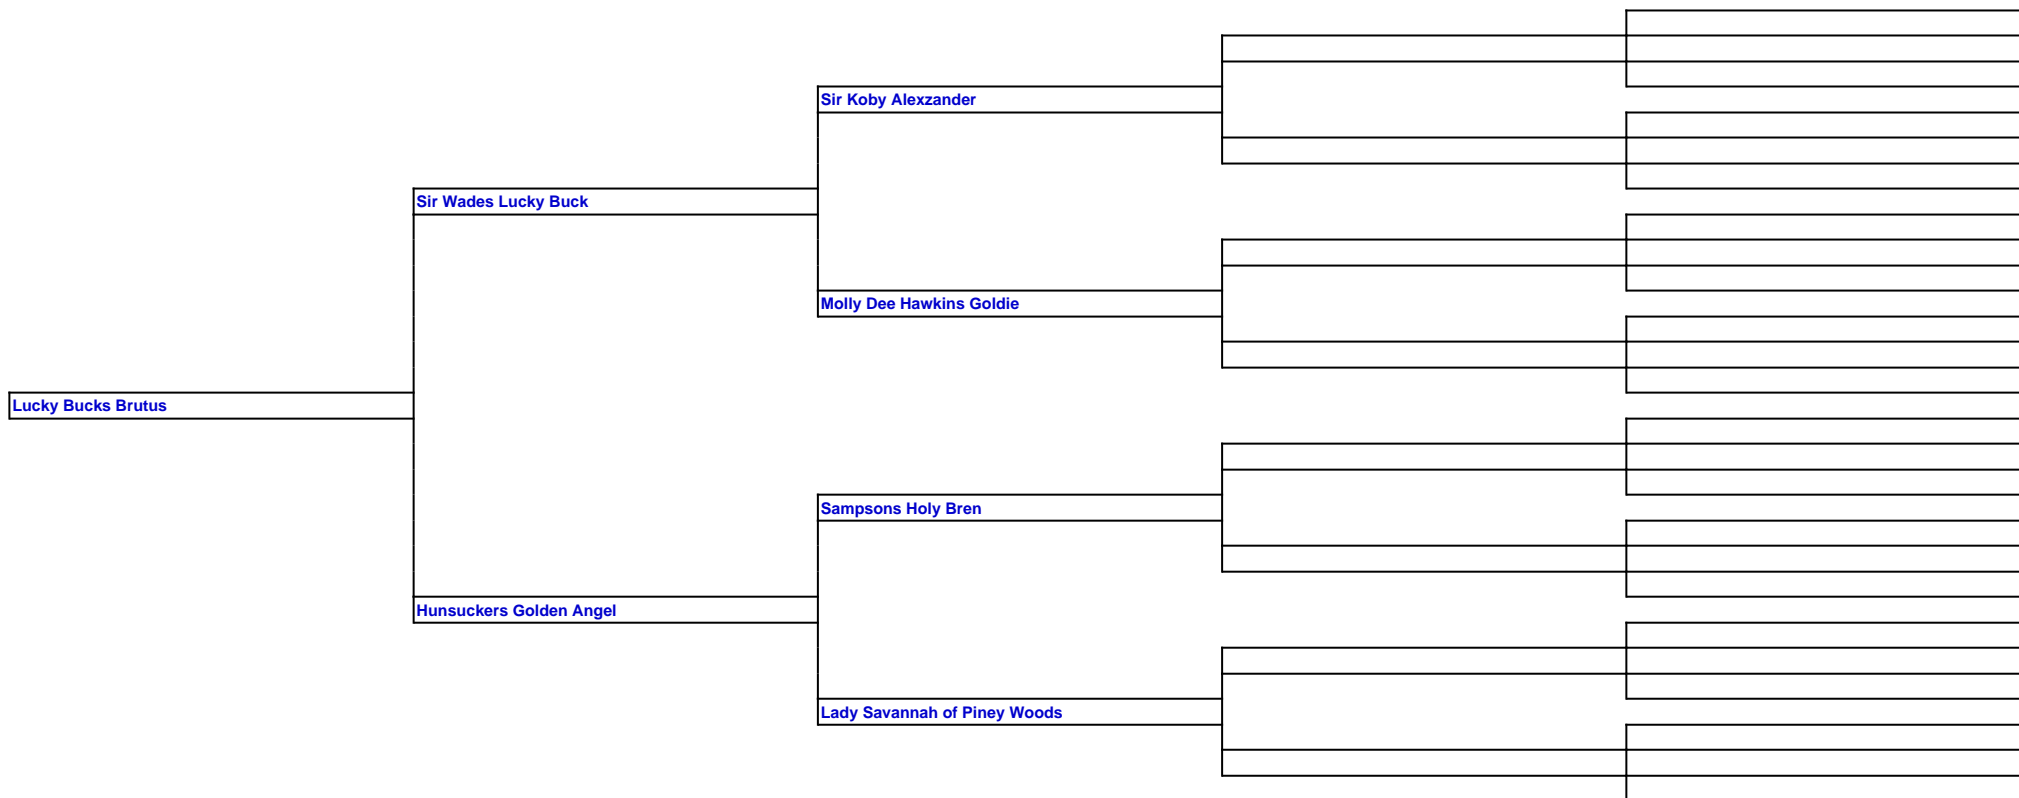 Sir Koby Alexzander
Sir Wades Lucky Buck
Molly Dee Hawkins Goldie
Lucky Bucks Brutus
Sampsons Holy Bren
Hunsuckers Golden Angel
Lady Savannah of Piney Woods